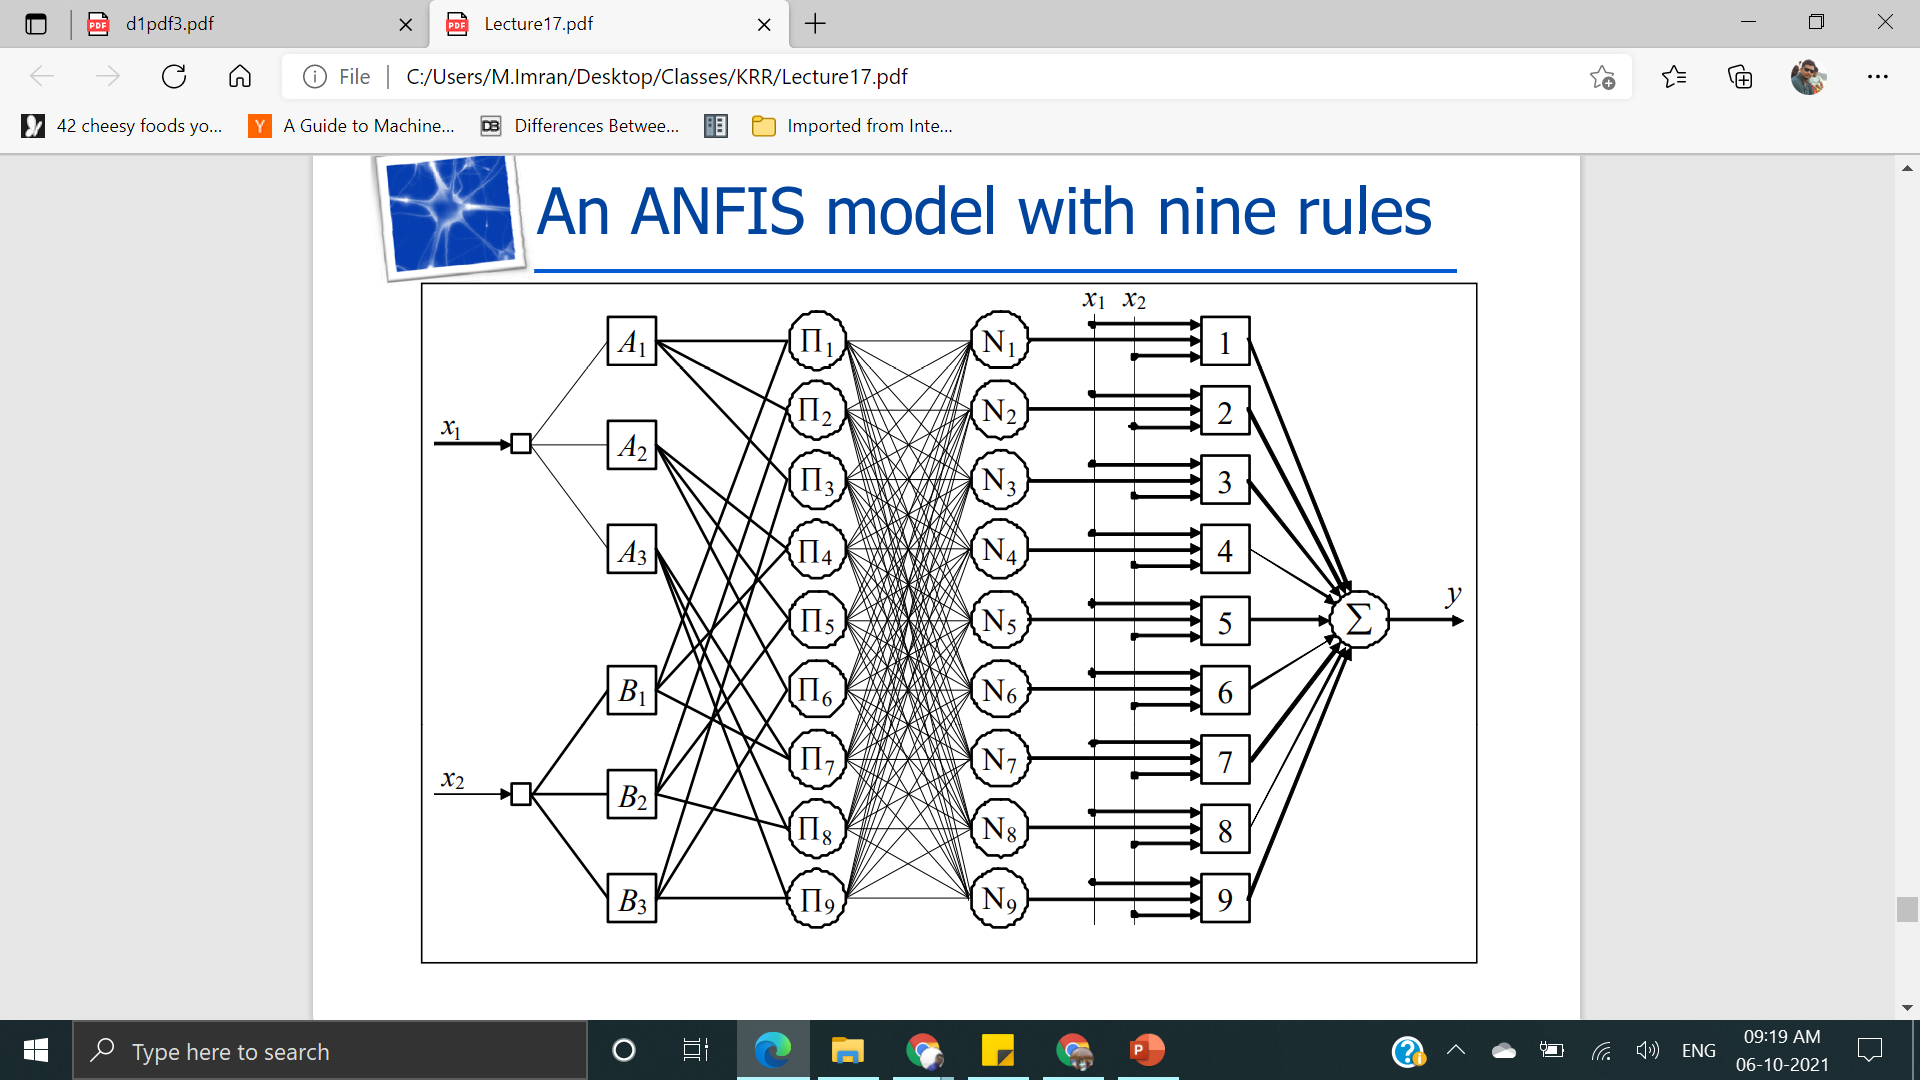 d1pdf3.pdf
Lecture17.pdf
File
C:/Users/M.Imran/Desktop/Classes/KRR/Lecture17.pdf
42 cheesy foods yo...
A Guide to Machine...
Differences Betwee...
Imported from Inte...
An ANFIS model with nine rules
x1 x2
A1 Π1 N1 1
Π2 N2 2
x1
A2
Π3 N3 3
A3 Π4 N4 4
y
Π5 N5 5 Σ
B1 Π6 N6 6
Π7 N7 7
x2
B2
Π8 N8 8
B3 Π9 N9 9
Type here to search
ENG
09:19 AM
06-10-2021